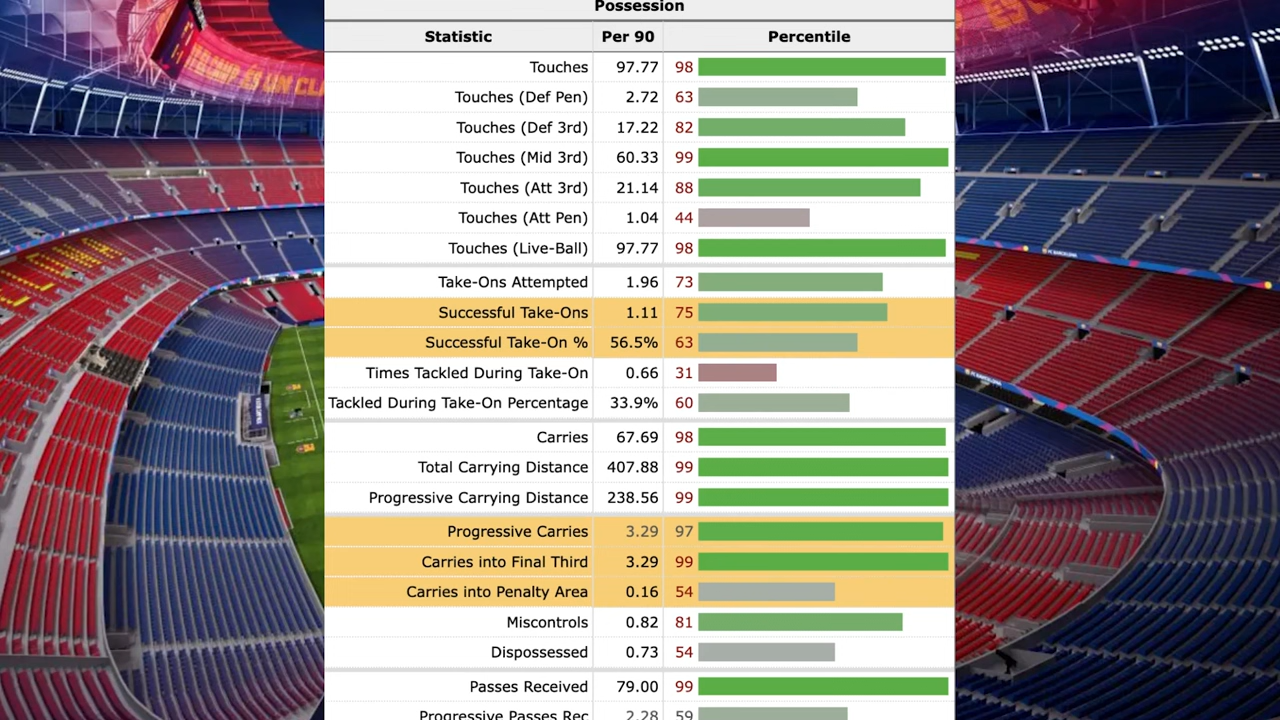 Possession
Statistic Per 90 Percentile
Touches 97.77 98
Touches (Def Pen) 2.72 63
Touches (Def 3rd) 17.22 82
Touches (Mid 3rd) 60.33 99
Touches (Att 3rd) 21.14 88
Touches (Att Pen) 1.04 44
Touches (Live-Ball) 97.77 98
Take-Ons Attempted 1.96 73
Successful Take-Ons 1.11 75
Successful Take-On % 56.5% 63
Times Tackled During Take-On 0.66 31
Tackled During Take-On Percentage 33.9% 60
Carries 67.69 98
Total Carrying Distance 407.88 99
Progressive Carrying Distance 238.56 99
Progressive Carries 3.29 97
Carries into Final Third 3.29 99
Carries into Penalty Area 0.16 54
Miscontrols 0.82 81
Dispossessed 0.73 54
Passes Received 79.00 99
Progressive Passes Rec 2.28 59